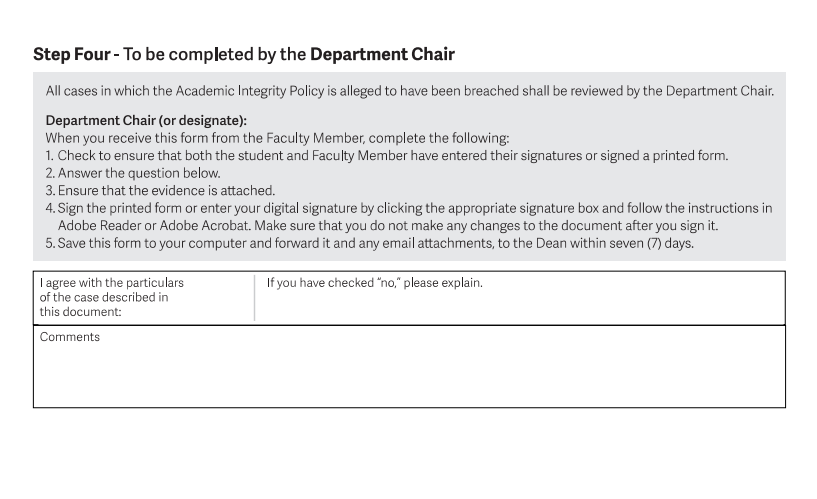 Step Four - To be completed by the Department Chair
All cases in which the Academic Integrity Policy is alleged to have been breached shall be reviewed by the Department Chair.
Department Chair (or designate):
When you receive this form from the Faculty Member, complete the following:
1. Check to ensure that both the student and Faculty Member have entered their signatures or signed a printed form.
2. Answer the question below.
3. Ensure that the evidence is attached.
4. Sign the printed form or enter your digital signature by clicking the appropriate signature box and follow the instructions in
Adobe Reader or Adobe Acrobat. Make sure that you do not make any changes to the document after you sign it.
5. Save this form to your computer and forward it and any email attachments, to the Dean within seven (7) days.
I agree with the particulars
of the case described in
this document:
If you have checked “no,” please explain.
Comments